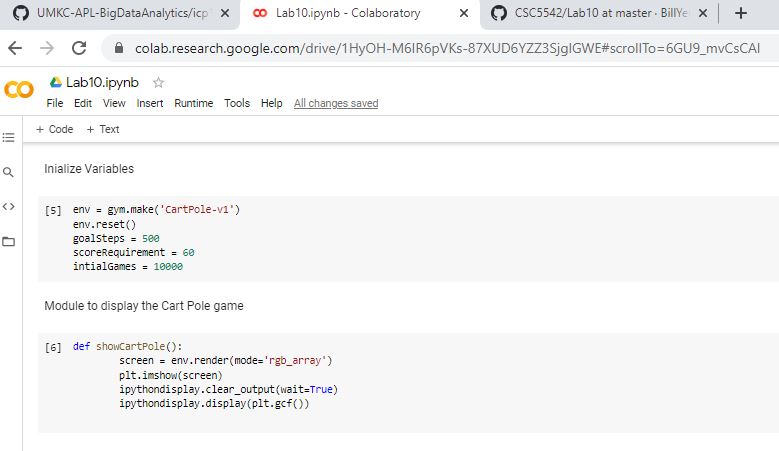 UMKC-APL-BigDataAnalytics/icp1
Lab10.ipynb - Colaboratory
CSC5542/Lab10 at master · BillYe
colab.research.google.com/drive/1HyOH-M6IR6pVKs-87XUD6YZZ3SjgIGWE#scrollTo=6GU9_mvCsCAI
Lab10.ipynb
File Edit View Insert Runtime Tools Help All changes saved
+ Code + Text
Inialize Variables
[5] env = gym.make('CartPole-v1')
env.reset()
goalSteps = 500
scoreRequirement = 60
intialGames = 10000
Module to display the Cart Pole game
[6] def showCartPole():
screen = env.render(mode='rgb_array')
plt.imshow(screen)
ipythondisplay.clear_output(wait=True)
ipythondisplay.display(plt.gcf())